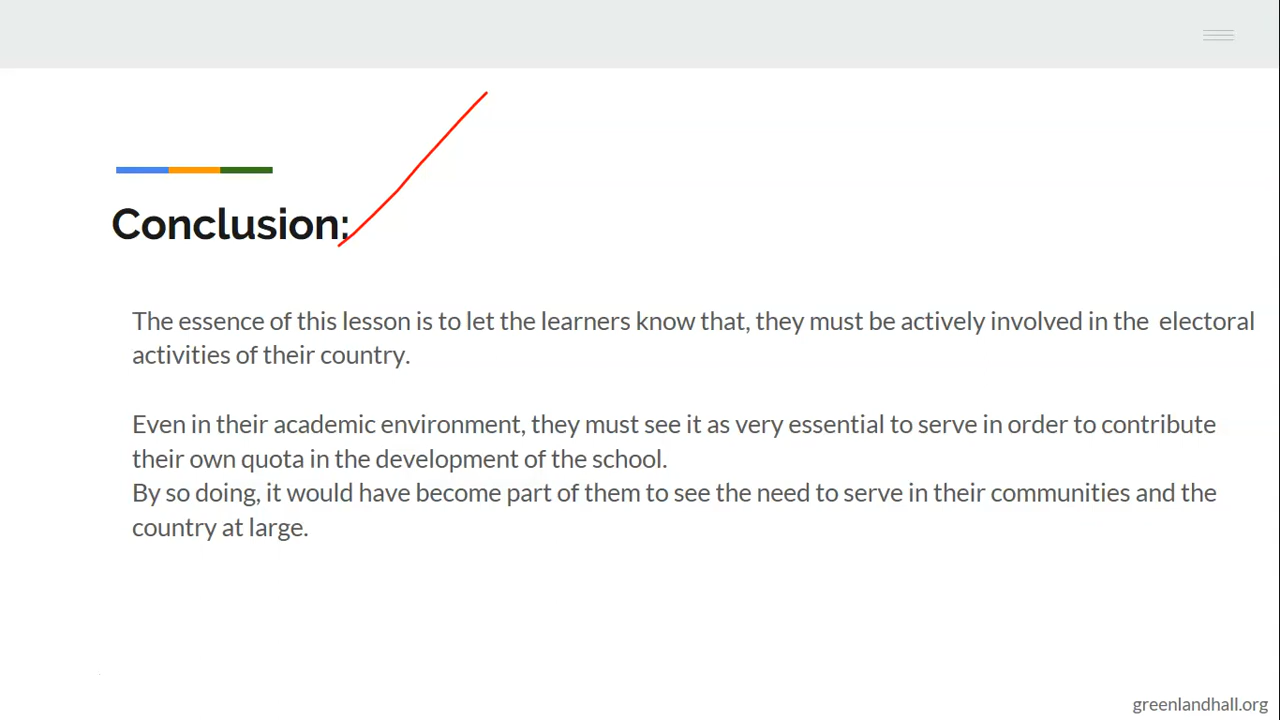 Conclusion:
The essence of this lesson is to let the learners know that, they must be actively involved in the electoral
activities of their country.
Even in their academic environment, they must see it as very essential to serve in order to contribute
their own quota in the development of the school.
By so doing, it would have become part of them to see the need to serve in their communities and the
country at large.
greenlandhall.org